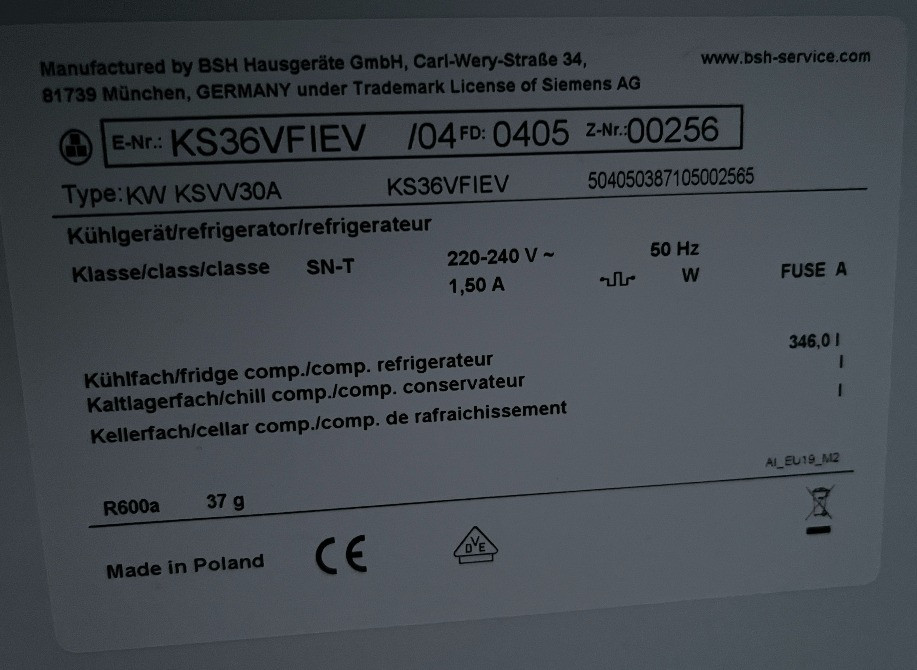 Manufactured by BSH Hausgeräte GmbH, Carl-Wery-Straße 34,
81739 München, GERMANY under Trademark License of Siemens AG
www.bsh-service.com
E-Nr.: KS36VFIEV /04 FD: 0405 Z-Nr.: 00256
Type: KW KSVV30A KS36VFIEV 504050387105002565
Kühlgerät/refrigerator/refrigerateur
Klasse/class/classe SN-T 220-240 V ~ 50 Hz
1,50 A W FUSE A
Kühlfach/fridge comp./comp. refrigerateur 346,0 l
Kaltlagerfach/chill comp./comp. conservateur l
Kellerfach/cellar comp./comp. de rafraichissement l
AI_EU19_M2
R600a 37 g
Made in Poland CE DVE